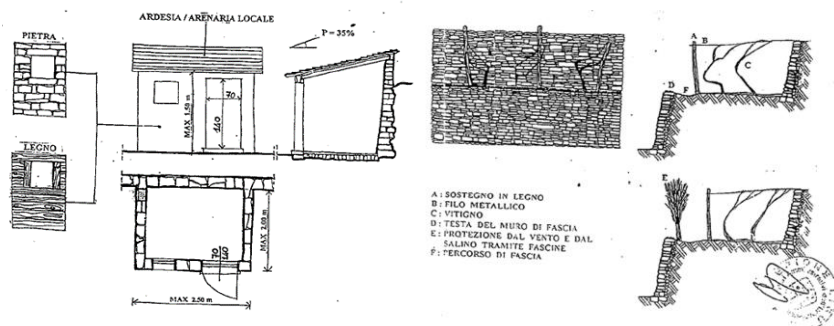 ARDESIA / ARENARIA LOCALE
PIETRA
P = 35%
LEGNO
MAX 1.50 m
70
140
70
140
MAX 2.00 m
MAX 2.50 m
A B
C
D
F
E
A : SOSTEGNO IN LEGNO
B : FILO METALLICO
C : VITIGNO
D : TESTA DEL MURO DI FASCIA
E : PROTEZIONE DAL VENTO E DAL
SALINO TRAMITE FASCINE
F : PERCORSO DI FASCIA